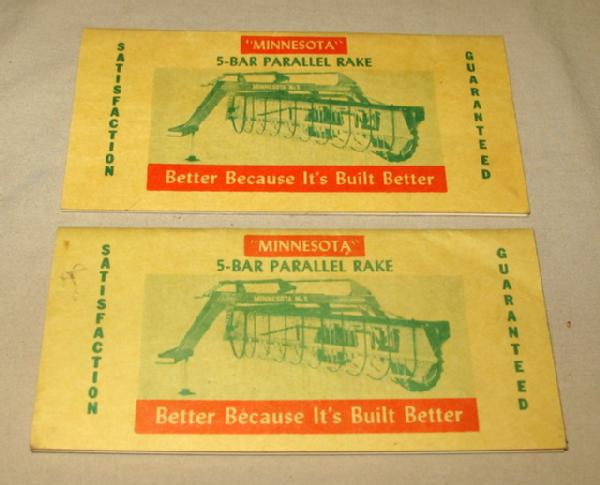 "MINNESOTA"
5-BAR PARALLEL RAKE
SATISFACTION
GUARANTEED
MINNESOTA No. 5
Better Because It's Built Better
"MINNESOTA"
5-BAR PARALLEL RAKE
SATISFACTION
GUARANTEED
MINNESOTA No. 5
Better Because It's Built Better